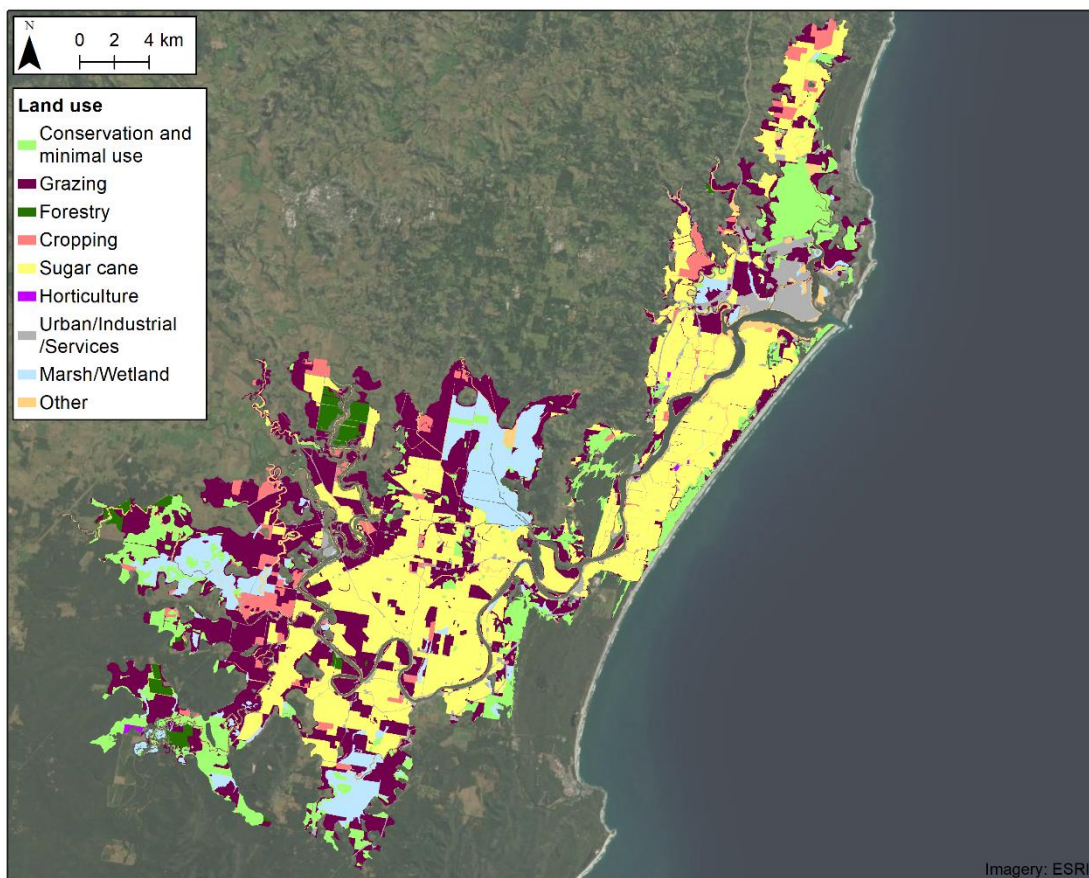 N
0 2 4 km
Land use
Conservation and
minimal use
Grazing
Forestry
Cropping
Sugar cane
Horticulture
Urban/Industrial
/Services
Marsh/Wetland
Other
Imagery: ESRI